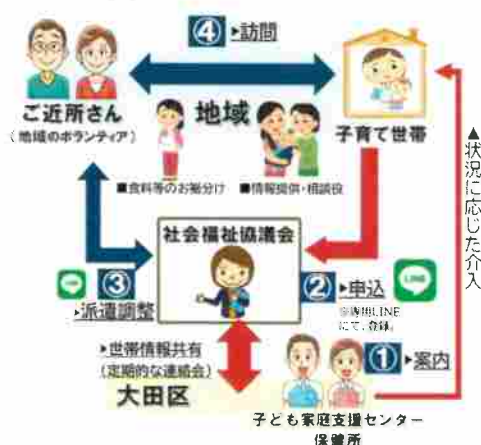 ④ ▸訪問
ご近所さん
(地域のボランティア)
地域
子育て世帯
■食料等のお裾分け
■情報提供・相談役
▲状況に応じた介入
社会福祉協議会
③
▸派遣調整
② ▸申込
LINE
※専用LINE
にて、登録。
▸世帯情報共有
(定期的な連絡会)
大田区
① ▸案内
子ども家庭支援センター
保健所